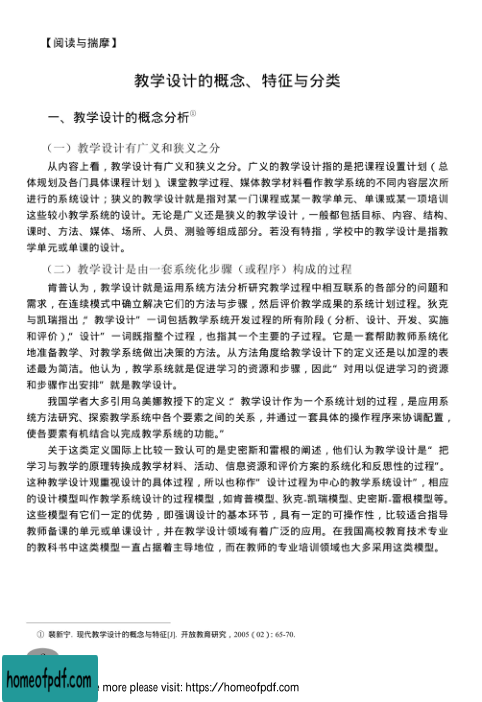 【阅读与揣摩】
教学设计的概念、特征与分类
一、教学设计的概念分析①
（一）教学设计有广义和狭义之分
从内容上看，教学设计有广义和狭义之分。广义的教学设计指的是把课程设置计划（总
体规划及各门具体课程计划）、课堂教学过程、媒体教学材料看作教学系统的不同内容层次所
进行的系统设计；狭义的教学设计就是指对某一门课程或某一教学单元、单课或某一项培训
这些较小教学系统的设计。无论是广义还是狭义的教学设计，一般都包括目标、内容、结构、
课时、方法、媒体、场所、人员、测验等组成部分。若没有特指，学校中的教学设计是指教
学单元或单课的设计。
（二）教学设计是由一套系统化步骤（或程序）构成的过程
肯普认为，教学设计就是运用系统方法分析研究教学过程中相互联系的各部分的问题和
需求，在连续模式中确立解决它们的方法与步骤，然后评价教学成果的系统计划过程。狄克
与凯瑞指出，“教学设计”一词包括教学系统开发过程的所有阶段（分析、设计、开发、实施
和评价），“设计”一词既指整个过程，也指其一个主要的子过程。它是一套帮助教师系统化
地准备教学、对教学系统做出决策的方法。从方法角度给教学设计下的定义还是以加涅的表
述最为简洁。他认为，教学系统就是促进学习的资源和步骤，因此“对用以促进学习的资源
和步骤作出安排”就是教学设计。
我国学者大多引用乌美娜教授下的定义：“教学设计作为一个系统计划的过程，是应用系
统方法研究、探索教学系统中各个要素之间的关系，并通过一套具体的操作程序来协调配置，
使各要素有机结合以完成教学系统的功能。”
关于这类定义国际上比较一致认可的是史密斯和雷根的阐述，他们认为教学设计是“把
学习与教学的原理转换成教学材料、活动、信息资源和评价方案的系统化和反思性的过程”。
这种教学设计观重视设计的具体过程，所以也称作“设计过程为中心的教学系统设计”，相应
的设计模型叫作教学系统设计的过程模型，如肯普模型、狄克-凯瑞模型、史密斯-雷根模型等。
这些模型有它们一定的优势，即强调设计的基本环节，具有一定的可操作性，比较适合指导
教师备课的单元或单课设计，并在教学设计领域有着广泛的应用。在我国高校教育技术专业
的教科书中这类模型一直占据着主导地位，而在教师的专业培训领域也大多采用这类模型。
① 裴新宁. 现代教学设计的概念与特征[J]. 开放教育研究，2005（02）：65-70.
homeofpdf.com
more please visit: https://homeofpdf.com